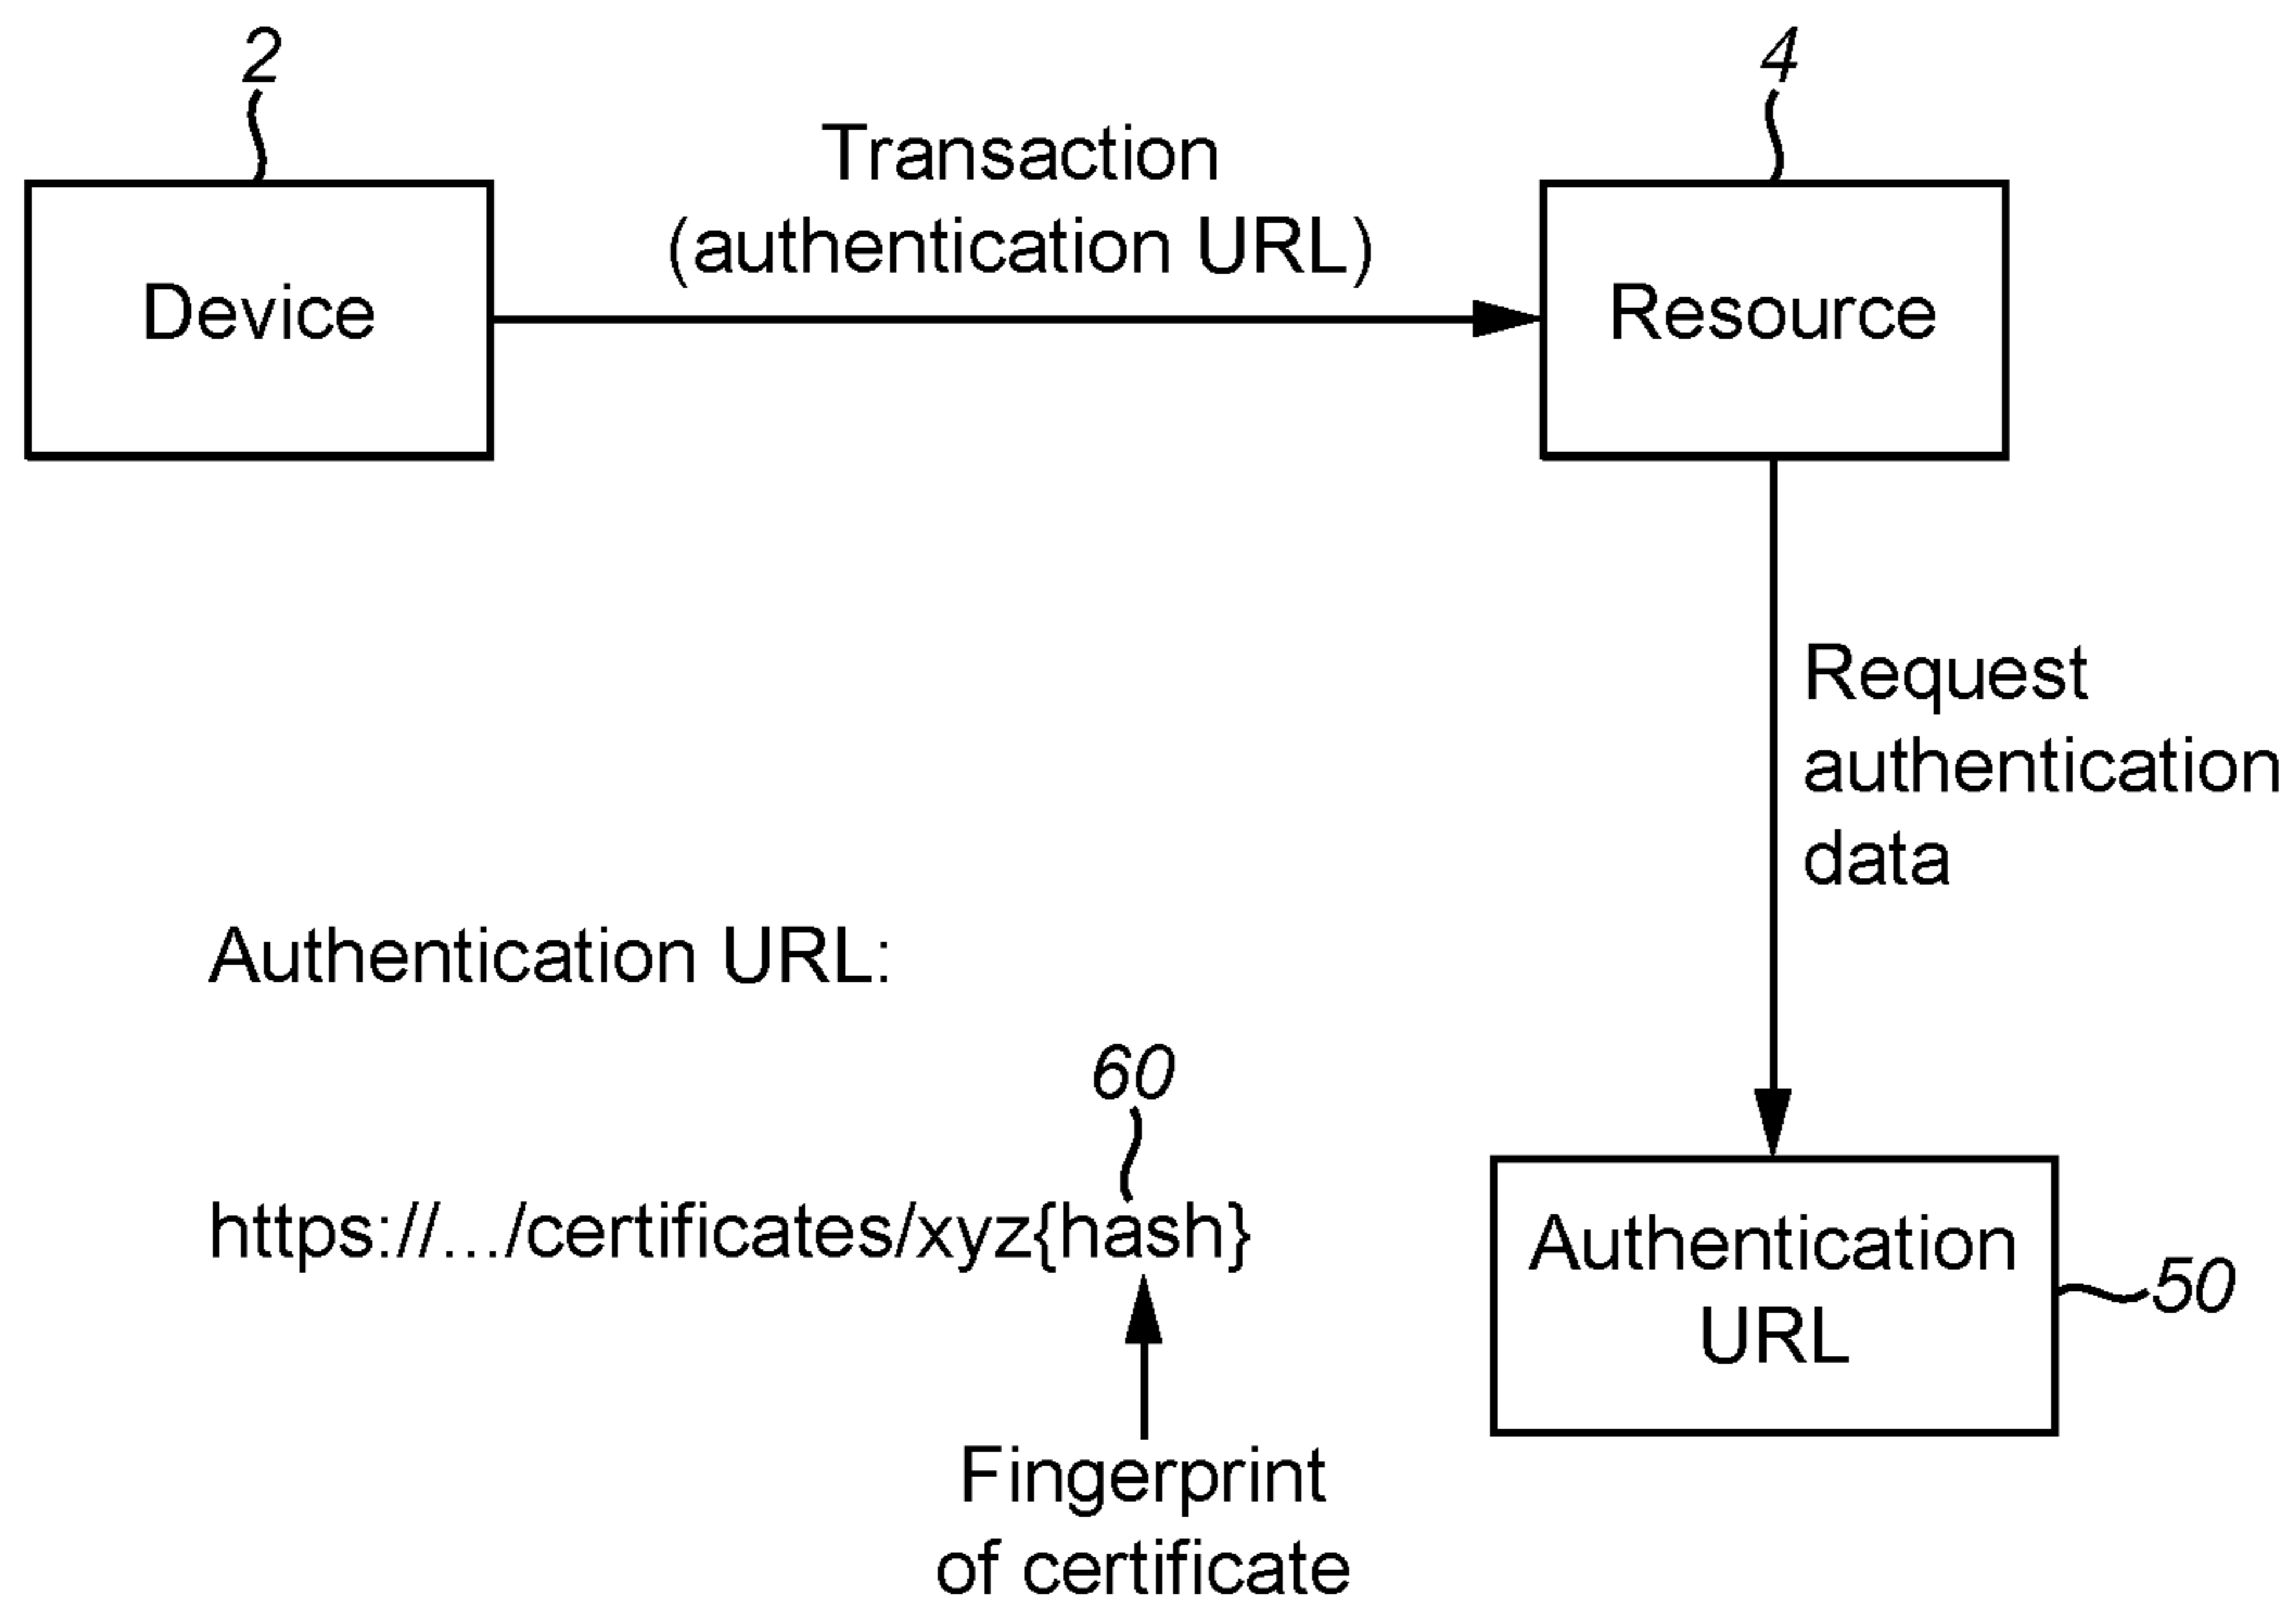 2
4
Transaction
(authentication URL)
Device
Resource
Request
authentication
data
Authentication URL:
60
https://.../certificates/xyz{hash}
Authentication
URL
50
Fingerprint
of certificate